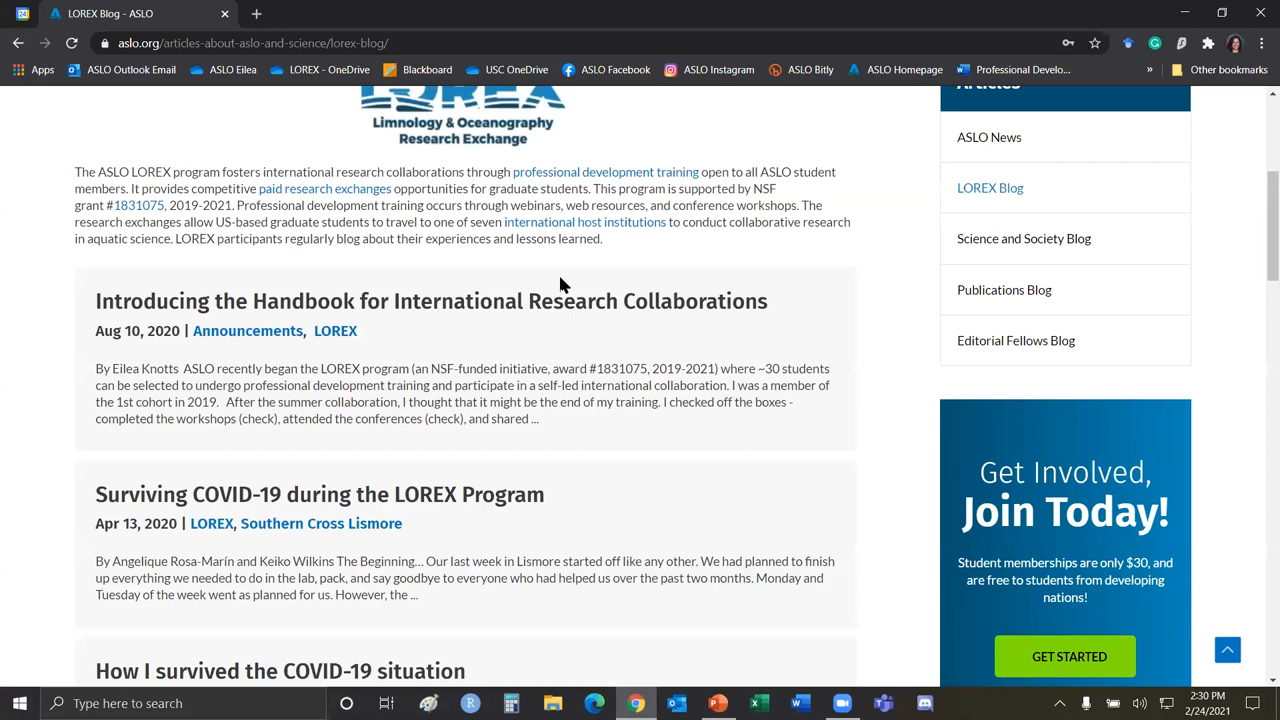 LOREX Blog - ASLO
aslo.org/articles-about-aslo-and-science/lorex-blog/
Apps
ASLO Outlook Email
ASLO Eilea
LOREX - OneDrive
Blackboard
USC OneDrive
ASLO Facebook
ASLO Instagram
ASLO Bitly
ASLO Homepage
Professional Develo...
»
Other bookmarks
LOREX
Limnology & Oceanography
Research Exchange
The ASLO LOREX program fosters international research collaborations through professional development training open to all ASLO student
members. It provides competitive paid research exchanges opportunities for graduate students. This program is supported by NSF
grant #1831075, 2019-2021. Professional development training occurs through webinars, web resources, and conference workshops. The
research exchanges allow US-based graduate students to travel to one of seven international host institutions to conduct collaborative research
in aquatic science. LOREX participants regularly blog about their experiences and lessons learned.
Introducing the Handbook for International Research Collaborations
Aug 10, 2020 | Announcements, LOREX
By Eilea Knotts ASLO recently began the LOREX program (an NSF-funded initiative, award #1831075, 2019-2021) where ~30 students
can be selected to undergo professional development training and participate in a self-led international collaboration. I was a member of
the 1st cohort in 2019. After the summer collaboration, I thought that it might be the end of my training. I checked off the boxes -
completed the workshops (check), attended the conferences (check), and shared ...
Surviving COVID-19 during the LOREX Program
Apr 13, 2020 | LOREX, Southern Cross Lismore
By Angelique Rosa-Marín and Keiko Wilkins The Beginning… Our last week in Lismore started off like any other. We had planned to finish
up everything we needed to do in the lab, pack, and say goodbye to everyone who had helped us over the past two months. Monday and
Tuesday of the week went as planned for us. However, the ...
How I survived the COVID-19 situation
Articles
ASLO News
LOREX Blog
Science and Society Blog
Publications Blog
Editorial Fellows Blog
Get Involved,
Join Today!
Student memberships are only $30, and
are free to students from developing
nations!
GET STARTED
Type here to search
2:30 PM
2/24/2021